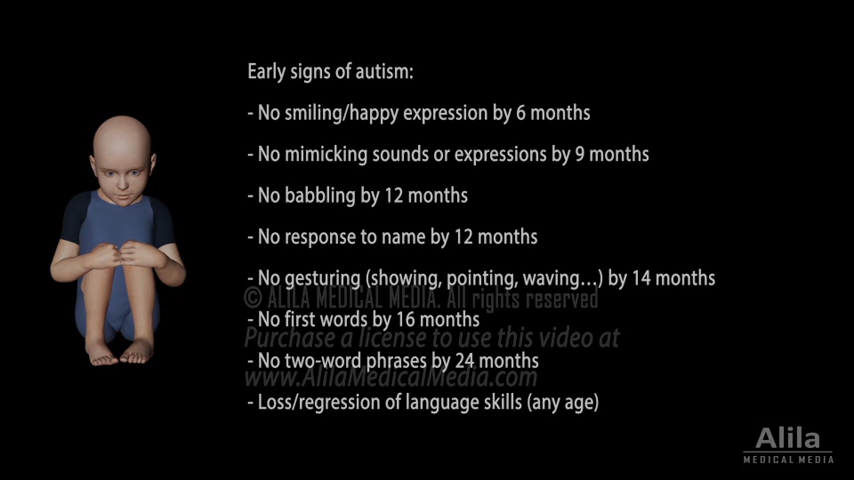 Early signs of autism:
- No smiling/happy expression by 6 months
- No mimicking sounds or expressions by 9 months
- No babbling by 12 months
- No response to name by 12 months
- No gesturing (showing, pointing, waving...) by 14 months
© ALILA MEDICAL MEDIA. All rights reserved
- No first words by 16 months
Purchase a license to use this video at
- No two-word phrases by 24 months
www.AlilaMedicalMedia.com
- Loss/regression of language skills (any age)
Alila
MEDICAL MEDIA